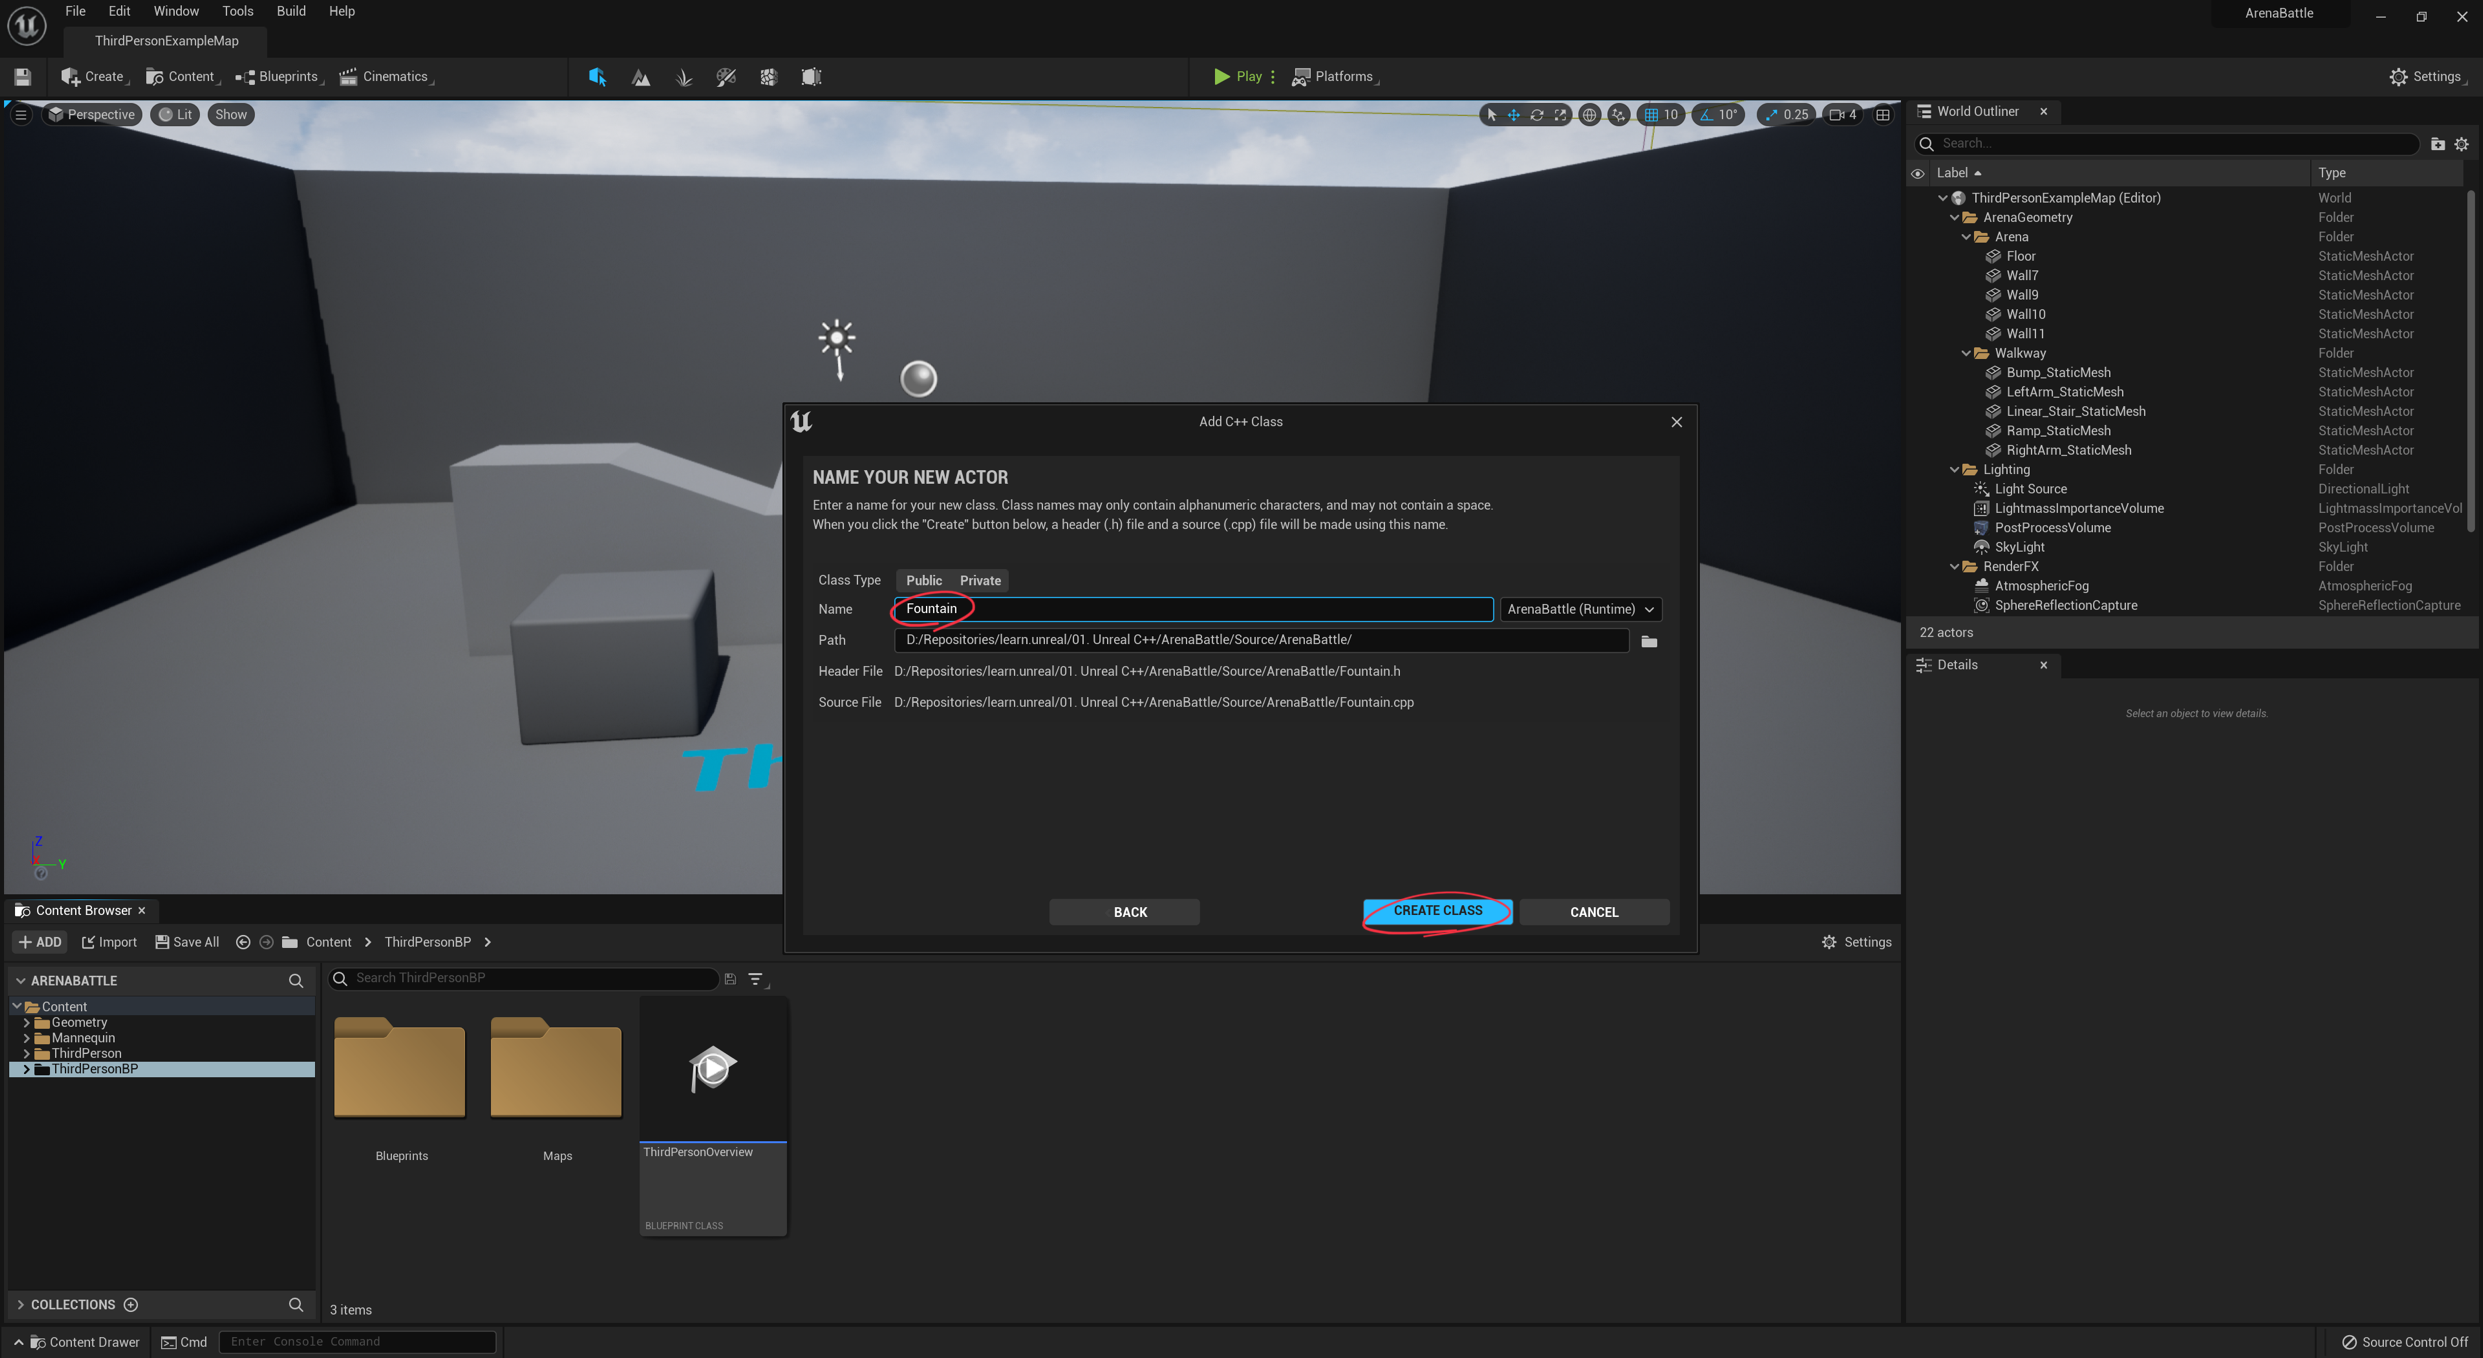 File Edit Window Tools Build Help
ArenaBattle
ThirdPersonExampleMap
Create Content Blueprints Cinematics Play Platforms Settings
Perspective Lit Show 10 10° 0.25 4
World Outliner
Search...
Label Type
ThirdPersonExampleMap (Editor) World
ArenaGeometry Folder
Arena Folder
Floor StaticMeshActor
Wall7 StaticMeshActor
Wall9 StaticMeshActor
Wall10 StaticMeshActor
Wall11 StaticMeshActor
Walkway Folder
Bump_StaticMesh StaticMeshActor
LeftArm_StaticMesh StaticMeshActor
Linear_Stair_StaticMesh StaticMeshActor
Ramp_StaticMesh StaticMeshActor
RightArm_StaticMesh StaticMeshActor
Lighting Folder
Light Source DirectionalLight
LightmassImportanceVolume LightmassImportanceVol
PostProcessVolume PostProcessVolume
SkyLight SkyLight
RenderFX Folder
AtmosphericFog AtmosphericFog
SphereReflectionCapture SphereReflectionCapture
22 actors
Details
Select an object to view details.
Add C++ Class
NAME YOUR NEW ACTOR
Enter a name for your new class. Class names may only contain alphanumeric characters, and may not contain a space.
When you click the "Create" button below, a header (.h) file and a source (.cpp) file will be made using this name.
Class Type Public Private
Name Fountain ArenaBattle (Runtime)
Path D:/Repositories/learn.unreal/01. Unreal C++/ArenaBattle/Source/ArenaBattle/
Header File D:/Repositories/learn.unreal/01. Unreal C++/ArenaBattle/Source/ArenaBattle/Fountain.h
Source File D:/Repositories/learn.unreal/01. Unreal C++/ArenaBattle/Source/ArenaBattle/Fountain.cpp
BACK CREATE CLASS CANCEL
Th
Z
Y
Content Browser
ADD Import Save All Content ThirdPersonBP Settings
ARENABATTLE
Search ThirdPersonBP
Content
Geometry
Mannequin
ThirdPerson
ThirdPersonBP
Blueprints
Maps
ThirdPersonOverview
BLUEPRINT CLASS
COLLECTIONS
3 items
Content Drawer Cmd Enter Console Command Source Control Off